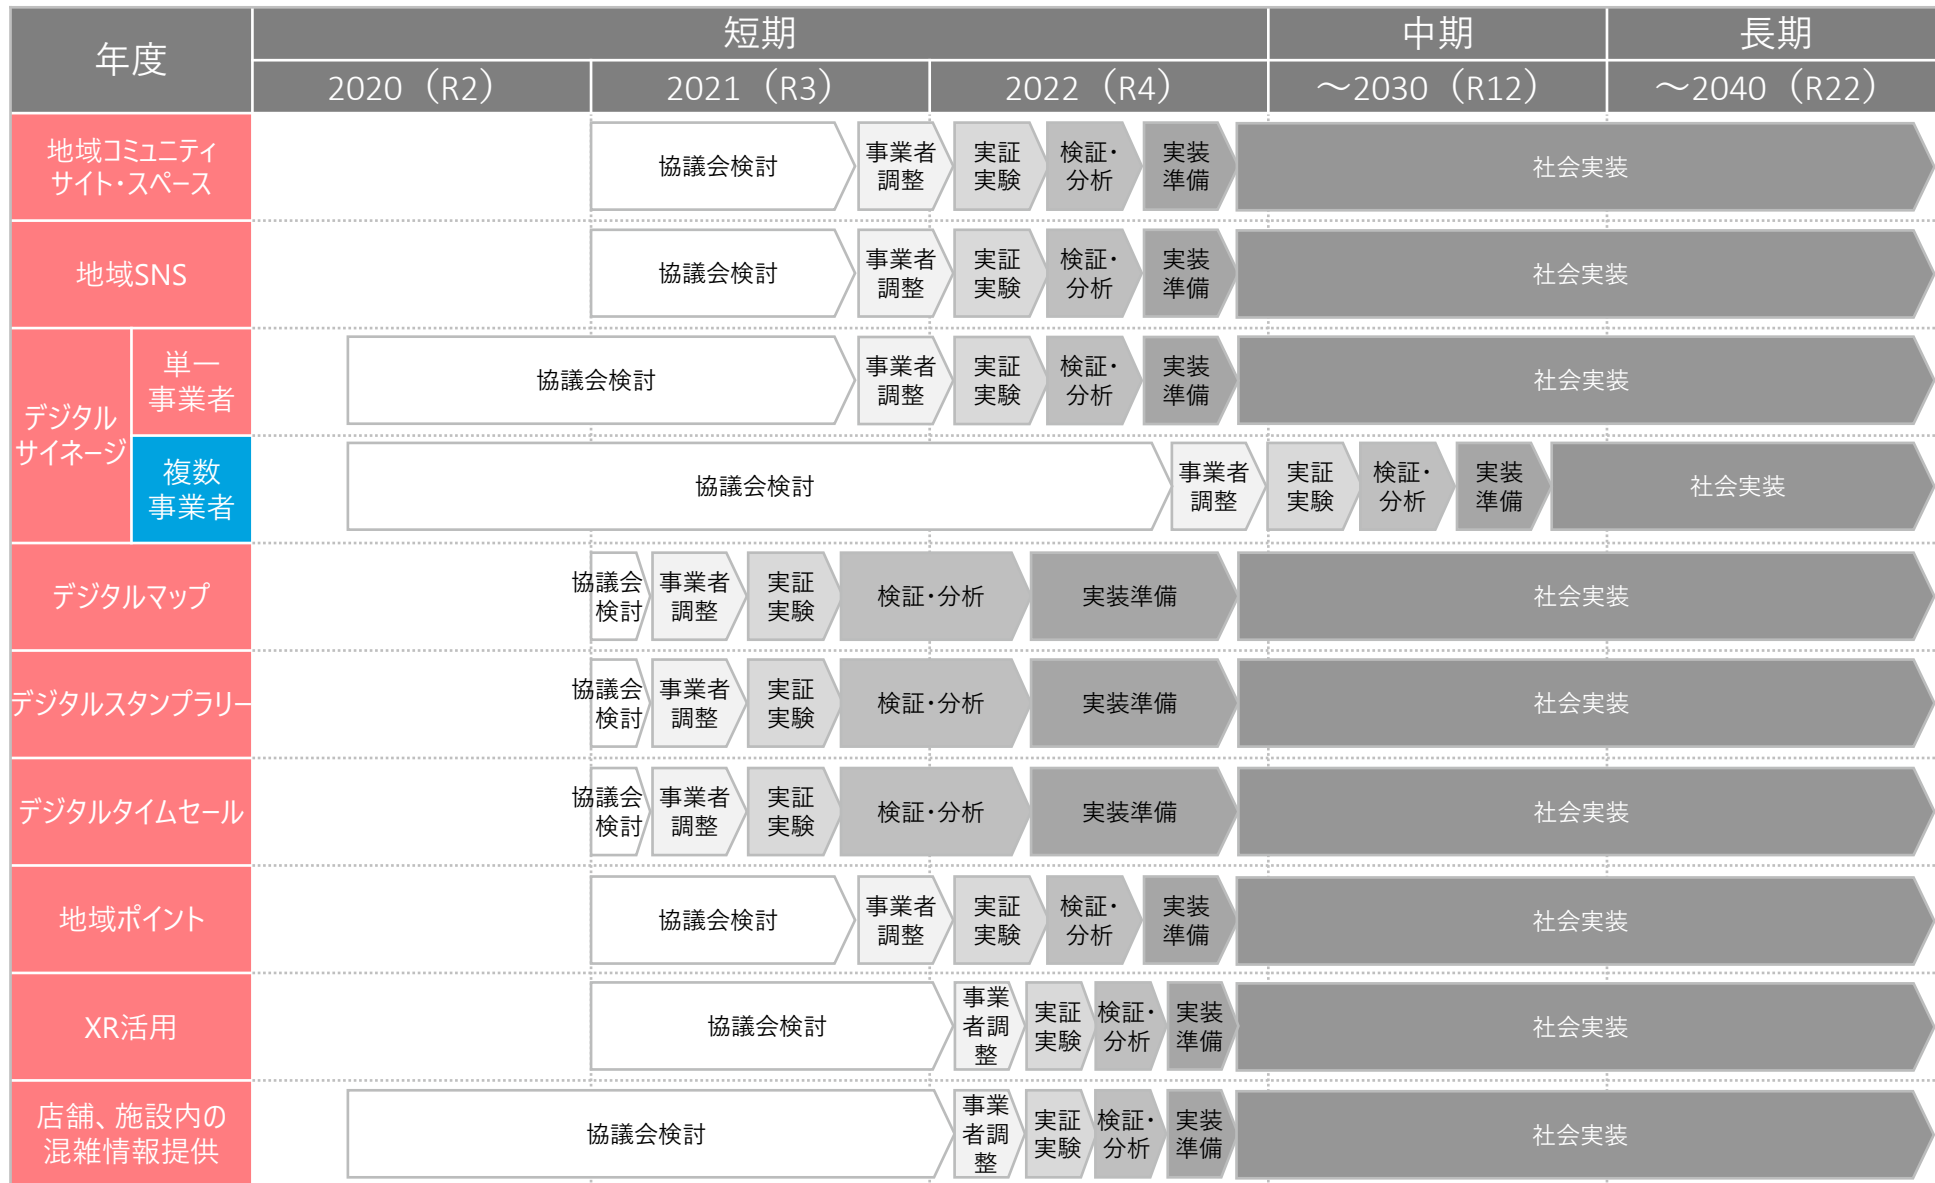 年度
短期
中期
長期
2020（R2）
2021（R3）
2022（R4）
～2030（R12）
～2040（R22）
地域コミュニティ
サイト・スペース
協議会検討
事業者
調整
実証
実験
検証・
分析
実装
準備
社会実装
地域SNS
協議会検討
事業者
調整
実証
実験
検証・
分析
実装
準備
社会実装
デジタル
サイネージ
単一
事業者
協議会検討
事業者
調整
実証
実験
検証・
分析
実装
準備
社会実装
複数
事業者
協議会検討
事業者
調整
実証
実験
検証・
分析
実装
準備
社会実装
デジタルマップ
協議会
検討
事業者
調整
実証
実験
検証・分析
実装準備
社会実装
デジタルスタンプラリー
協議会
検討
事業者
調整
実証
実験
検証・分析
実装準備
社会実装
デジタルタイムセール
協議会
検討
事業者
調整
実証
実験
検証・分析
実装準備
社会実装
地域ポイント
協議会検討
事業者
調整
実証
実験
検証・
分析
実装
準備
社会実装
XR活用
協議会検討
事業
者調
整
実証
実験
検証・
分析
実装
準備
社会実装
店舗、施設内の
混雑情報提供
協議会検討
事業
者調
整
実証
実験
検証・
分析
実装
準備
社会実装